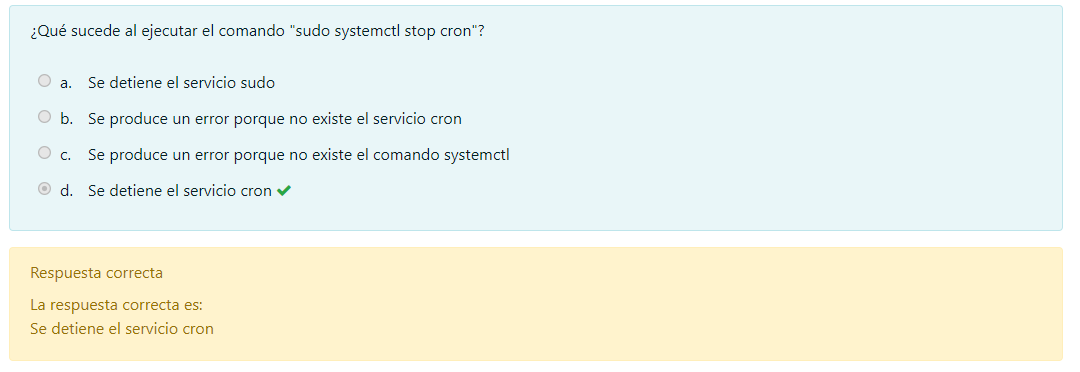 ¿Qué sucede al ejecutar el comando "sudo systemctl stop cron"?
a. Se detiene el servicio sudo
b. Se produce un error porque no existe el servicio cron
c. Se produce un error porque no existe el comando systemctl
d. Se detiene el servicio cron
Respuesta correcta
La respuesta correcta es:
Se detiene el servicio cron